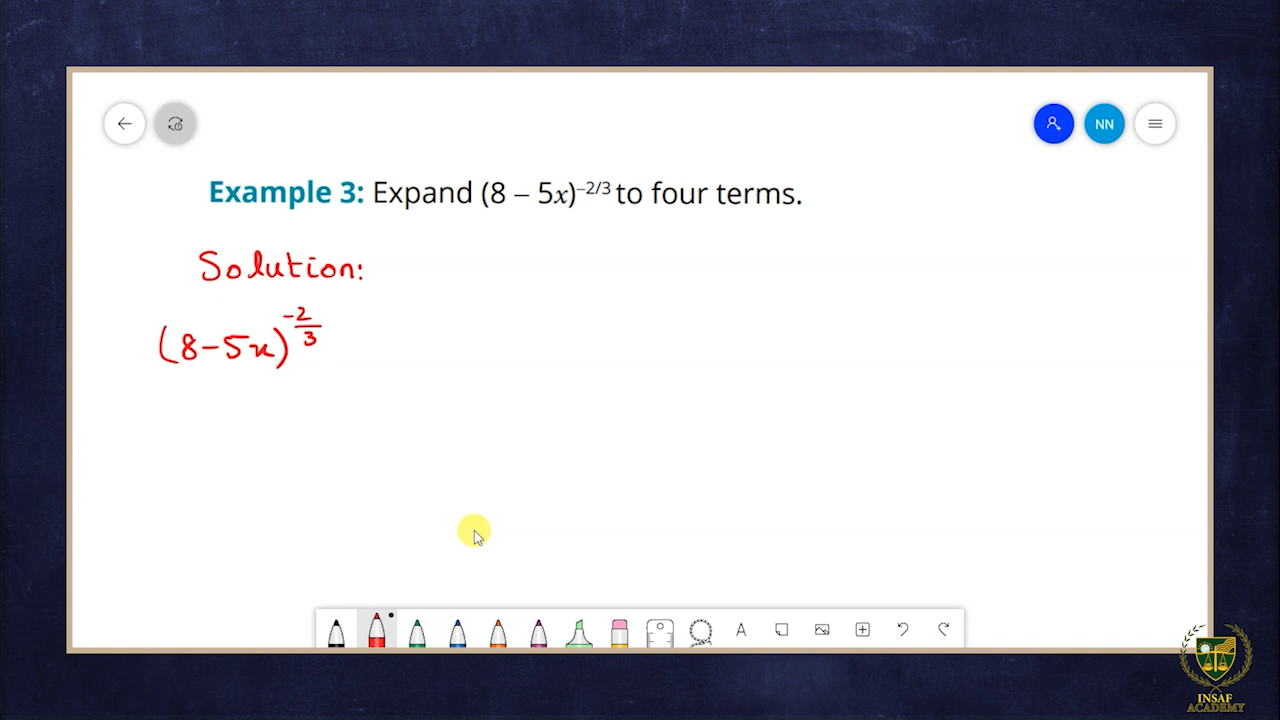 NN
Example 3: Expand (8 – 5x)^–2/3 to four terms.
Solution:
(8-5x)^-2/3
A
INSAF
ACADEMY